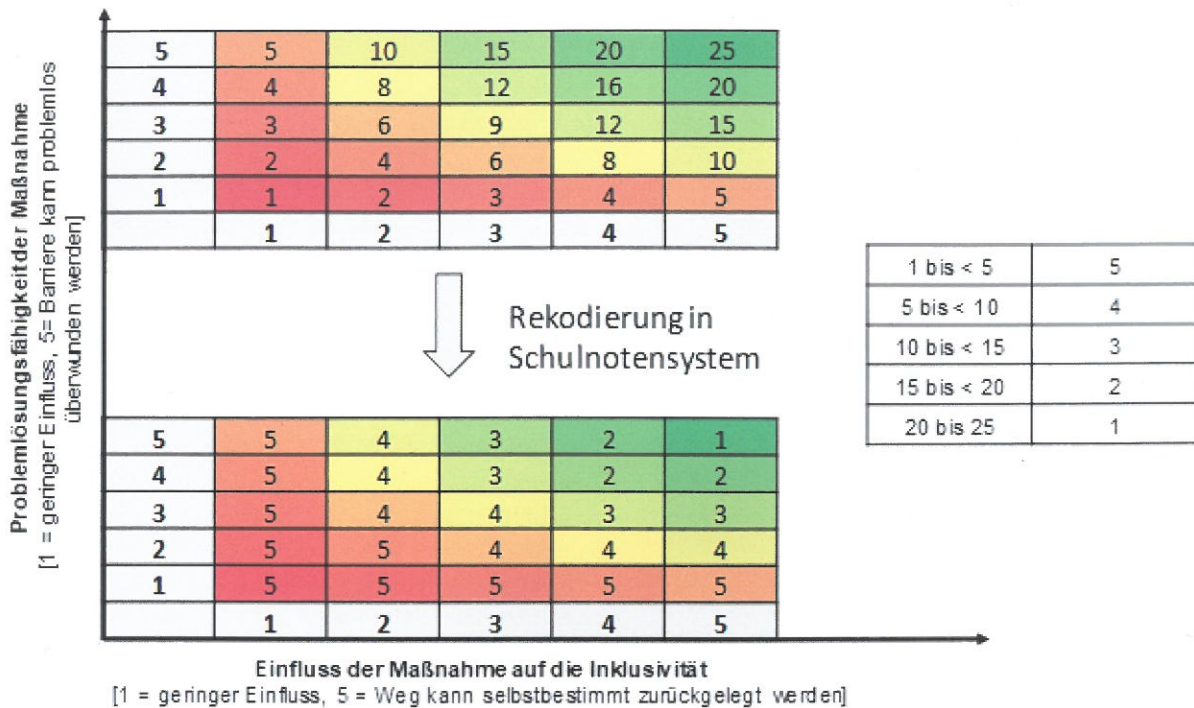 Problemlösungsfähigkeit der Maßnahme
[1 = geringer Einfluss, 5= Barriere kann problemlos
überwunden werden]
5 5 10 15 20 25
4 4 8 12 16 20
3 3 6 9 12 15
2 2 4 6 8 10
1 1 2 3 4 5
1 2 3 4 5
Rekodierung in
Schulnotensystem
1 bis < 5 5
5 bis < 10 4
10 bis < 15 3
15 bis < 20 2
20 bis 25 1
5 5 4 3 2 1
4 5 4 3 2 2
3 5 4 4 3 3
2 5 5 4 4 4
1 5 5 5 5 5
1 2 3 4 5
Einfluss der Maßnahme auf die Inklusivität
[1 = geringer Einfluss, 5 = Weg kann selbstbestimmt zurückgelegt werden]